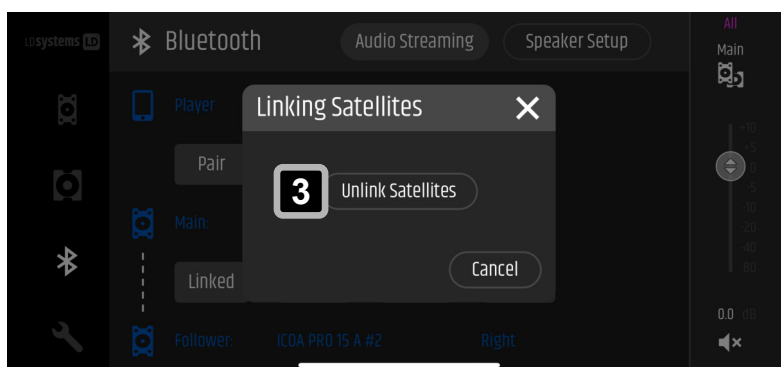 LDsystems LD
Bluetooth
Audio Streaming
Speaker Setup
All
Main
Player
Linking Satellites
Pair
3
Unlink Satellites
Main:
Linked
Cancel
Follower:
ICOA PRO 15 A #2
Right
+10
+5
0
-5
-10
-20
-40
80
0.0 dB